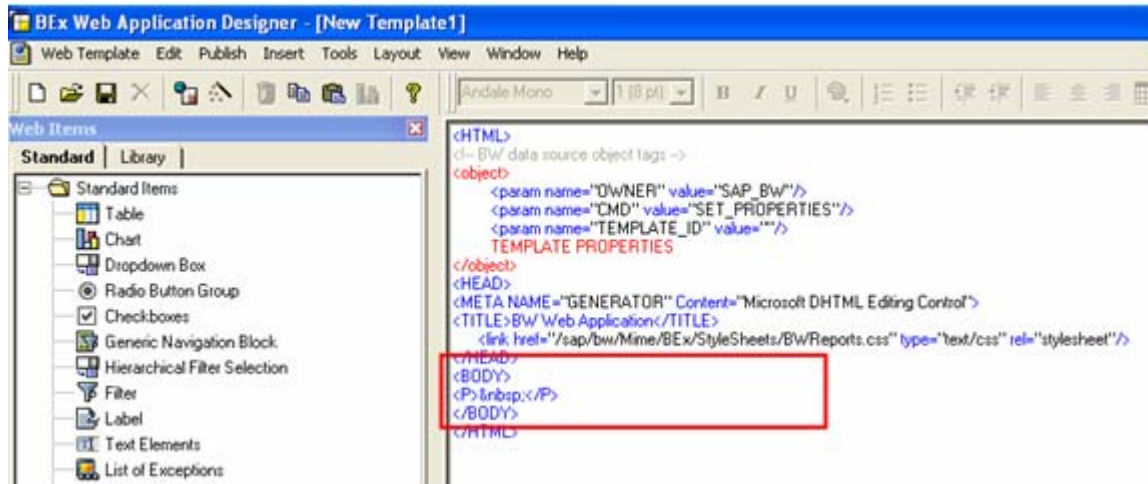 BEx Web Application Designer - [New Template1]
Web Template Edit Publish Insert Tools Layout View Window Help
Andale Mono 1 (8 pt) B I U
Web Items
Standard Library
Standard Items
Table
Chart
Dropdown Box
Radio Button Group
Checkboxes
Generic Navigation Block
Hierarchical Filter Selection
Filter
Label
Text Elements
List of Exceptions
<HTML>
<!-- BW data source object tags -->
<object>
<param name="OWNER" value="SAP_BW"/>
<param name="CMD" value="SET_PROPERTIES"/>
<param name="TEMPLATE_ID" value=""/>
TEMPLATE PROPERTIES
</object>
<HEAD>
<META NAME="GENERATOR" Content="Microsoft DHTML Editing Control">
<TITLE>BW Web Application</TITLE>
<link href="/sap/bw/Mime/BEx/StyleSheets/BWReports.css" type="text/css" rel="stylesheet"/>
</HEAD>
<BODY>
<P>&nbsp;</P>
</BODY>
</HTML>